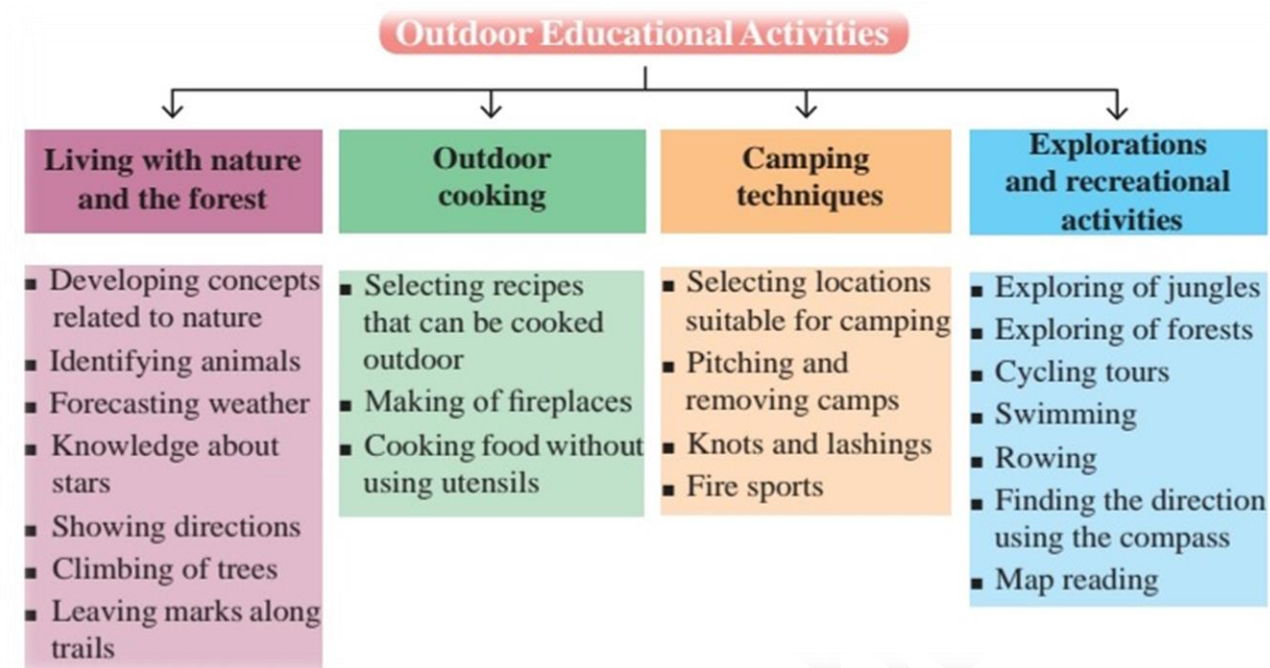 Outdoor Educational Activities
Living with nature
and the forest
■ Developing concepts
related to nature
■ Identifying animals
■ Forecasting weather
■ Knowledge about
stars
■ Showing directions
■ Climbing of trees
■ Leaving marks along
trails
Outdoor
cooking
■ Selecting recipes
that can be cooked
outdoor
■ Making of fireplaces
■ Cooking food without
using utensils
Camping
techniques
■ Selecting locations
suitable for camping
■ Pitching and
removing camps
■ Knots and lashings
■ Fire sports
Explorations
and recreational
activities
■ Exploring of jungles
■ Exploring of forests
■ Cycling tours
■ Swimming
■ Rowing
■ Finding the direction
using the compass
■ Map reading